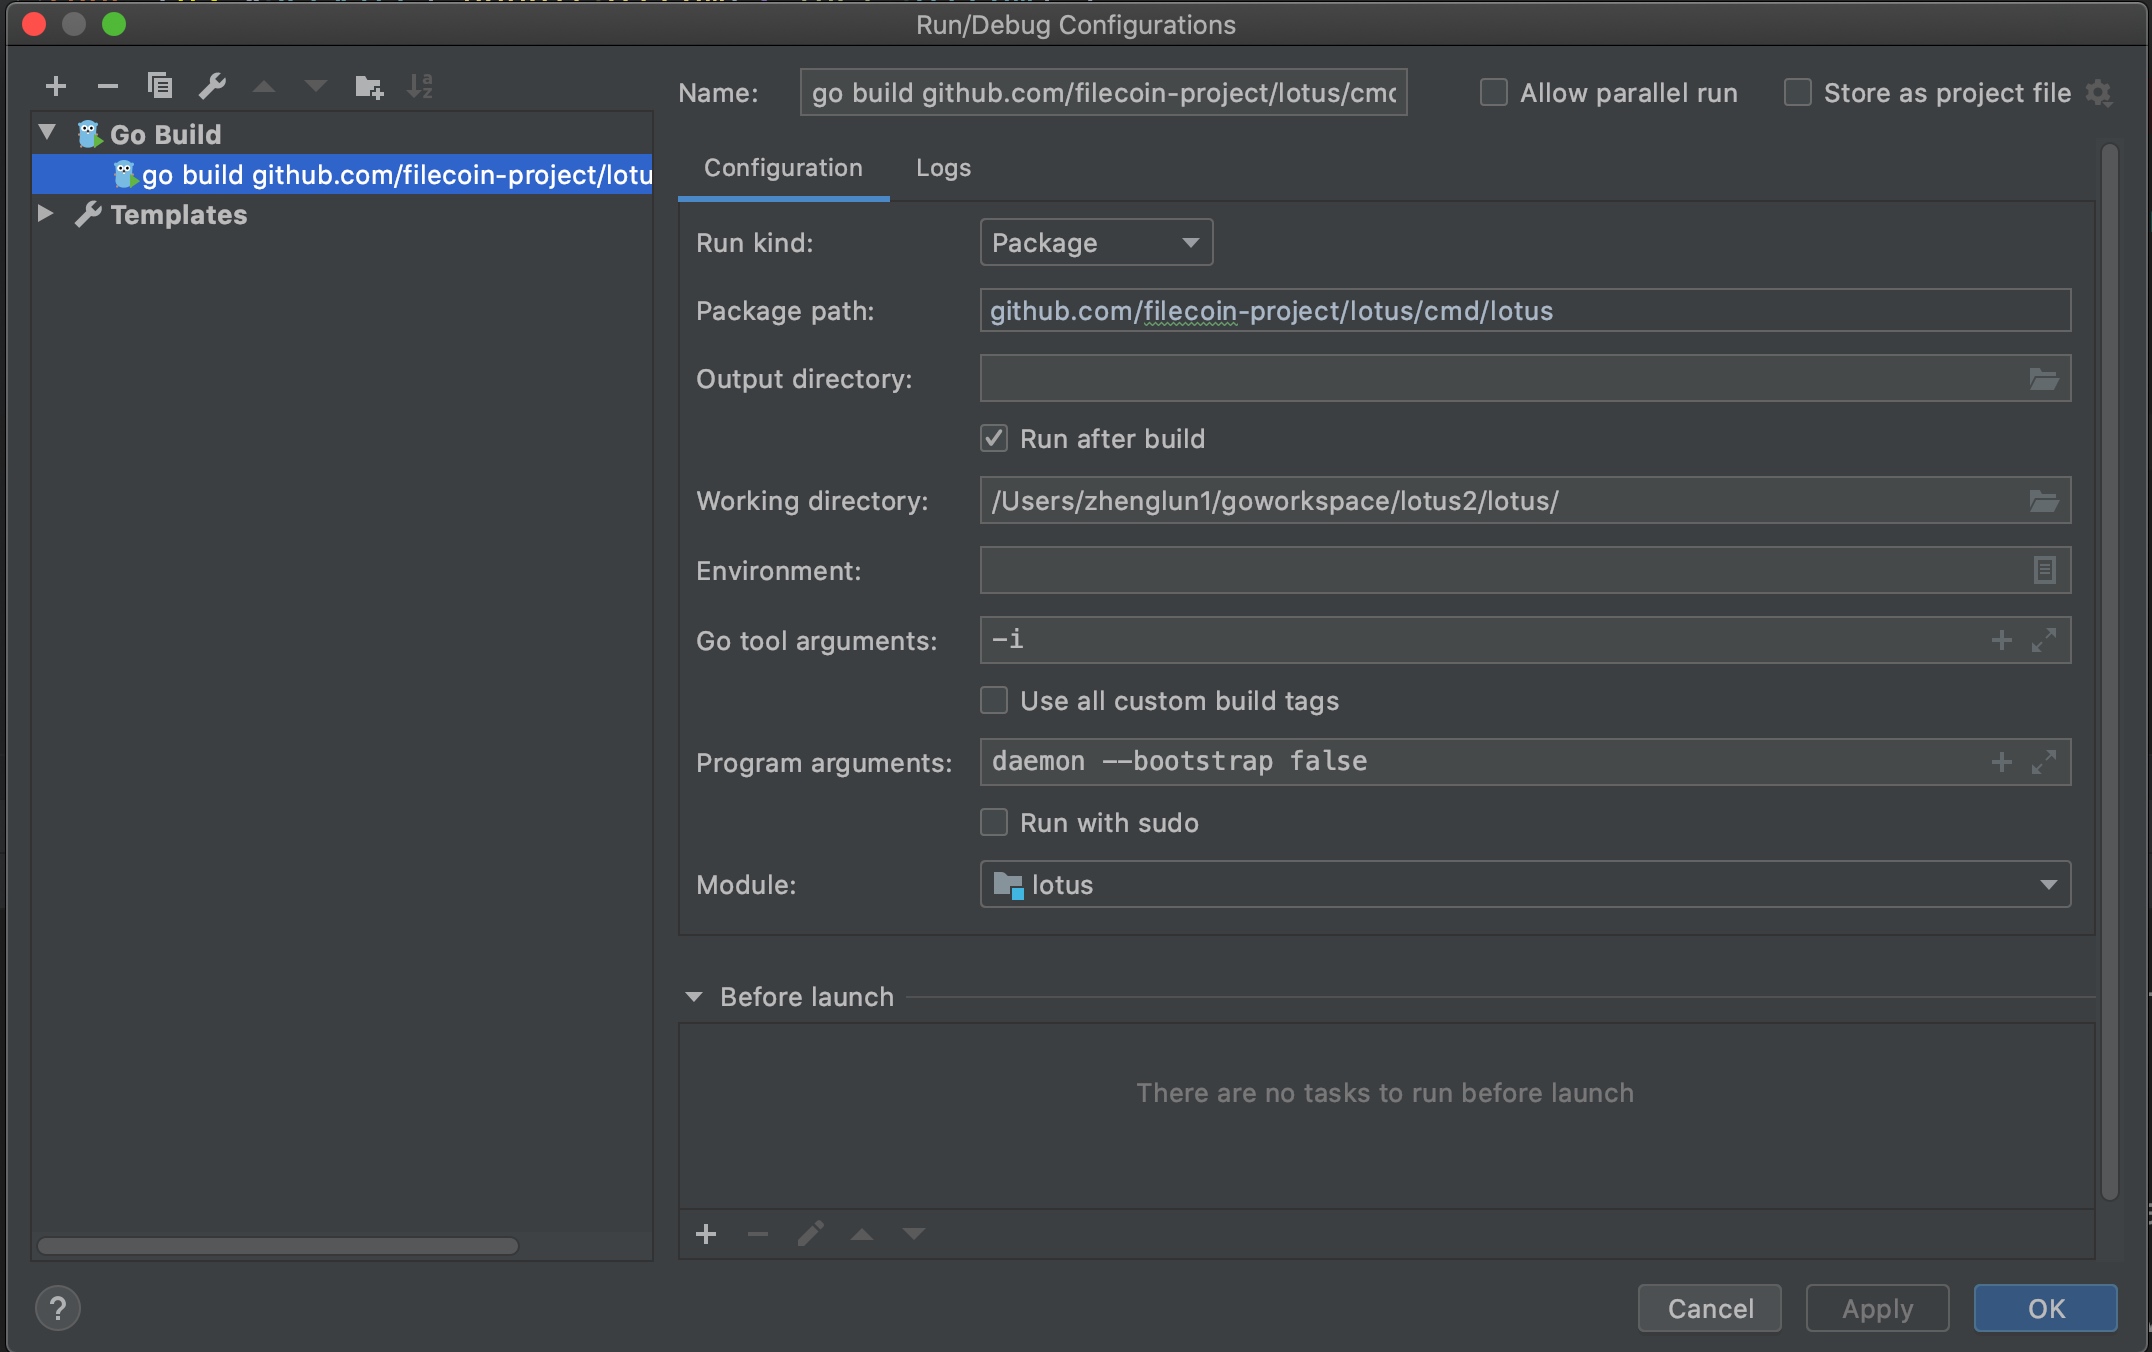 Run/Debug Configurations
Name: go build github.com/filecoin-project/lotus/cmd
Allow parallel run
Store as project file
Go Build
go build github.com/filecoin-project/lotu
Templates
Configuration Logs
Run kind: Package
Package path: github.com/filecoin-project/lotus/cmd/lotus
Output directory:
Run after build
Working directory: /Users/zhenglun1/goworkspace/lotus2/lotus/
Environment:
Go tool arguments: -i
Use all custom build tags
Program arguments: daemon --bootstrap false
Run with sudo
Module: lotus
Before launch
There are no tasks to run before launch
? Cancel Apply OK